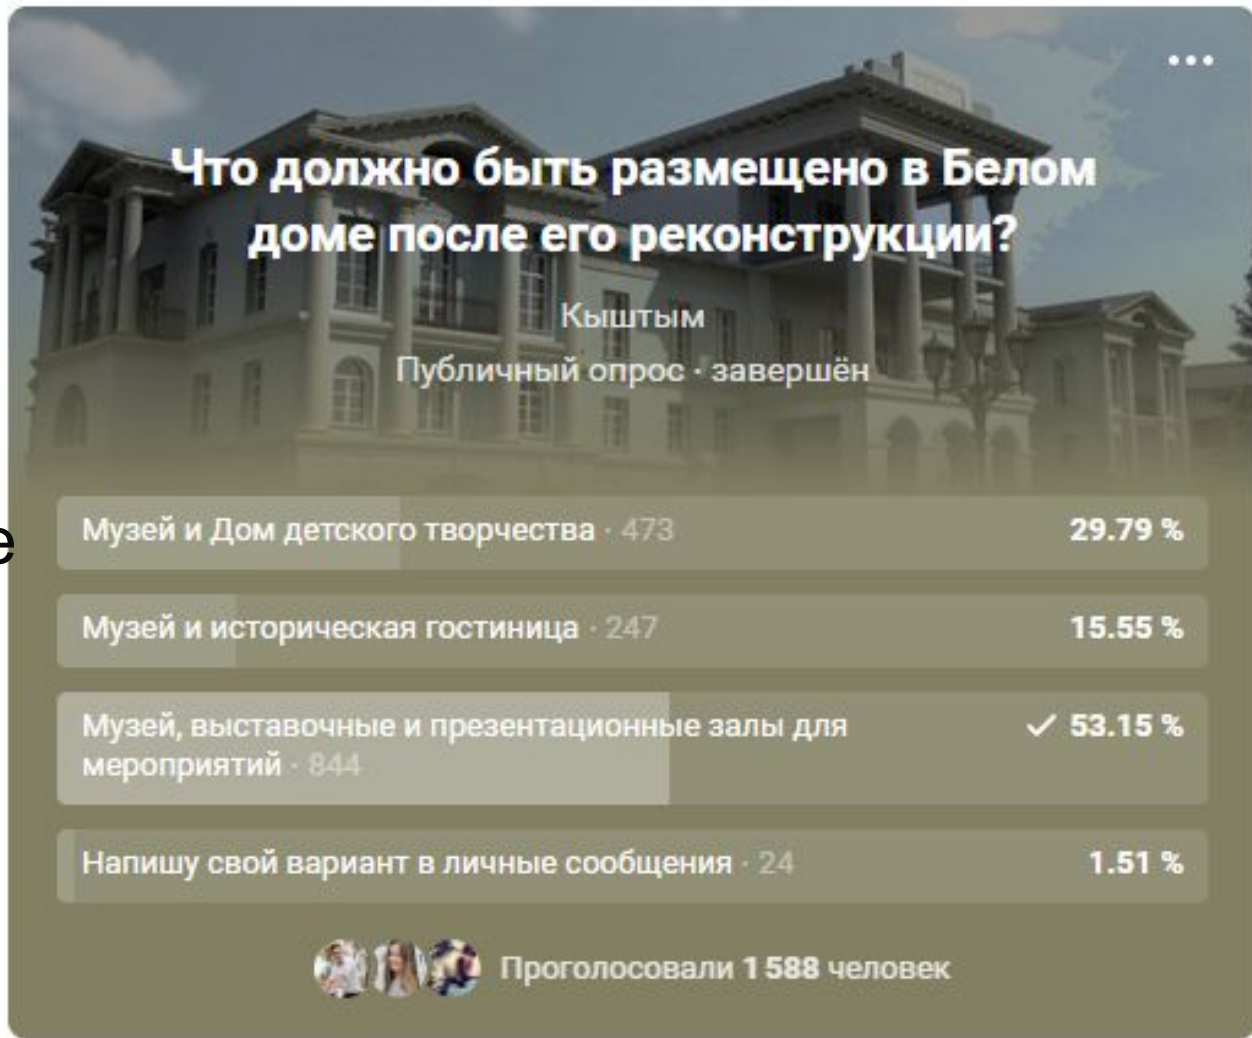 Что должно быть размещено в Белом
доме после его реконструкции?
Кыштым
Публичный опрос · завершён
е
Музей и Дом детского творчества · 473 29.79 %
Музей и историческая гостиница · 247 15.55 %
Музей, выставочные и презентационные залы для 53.15 %
мероприятий · 844
Напишу свой вариант в личные сообщения · 24 1.51 %
Проголосовали 1 588 человек